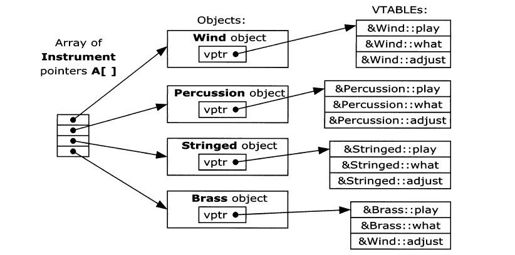 Array of
Instrument
pointers A[ ]
Objects:
Wind object
vptr
Percussion object
vptr
Stringed object
vptr
Brass object
vptr
VTABLEs:
&Wind::play
&Wind::what
&Wind::adjust
&Percussion::play
&Percussion::what
&Percussion::adjust
&Stringed::play
&Stringed::what
&Stringed::adjust
&Brass::play
&Brass::what
&Wind::adjust